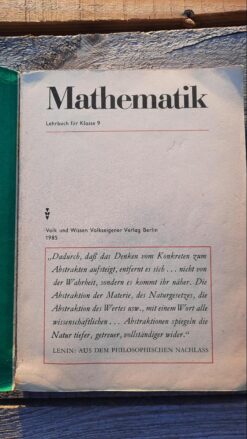 Mathematik
Lehrbuch für Klasse 9
Volk und Wissen Volkseigener Verlag Berlin
1985
„Dadurch, daß das Denken vom Konkreten zum
Abstrakten aufsteigt, entfernt es sich . . . nicht von
der Wahrheit, sondern es kommt ihr näher. Die
Abstraktion der Materie, des Naturgesetzes, die
Abstraktion des Wertes usw., mit einem Wort alle
wissenschaftlichen . . . Abstraktionen spiegeln die
Natur tiefer, getreuer, vollständiger wider.“
LENIN: AUS DEM PHILOSOPHISCHEN NACHLASS